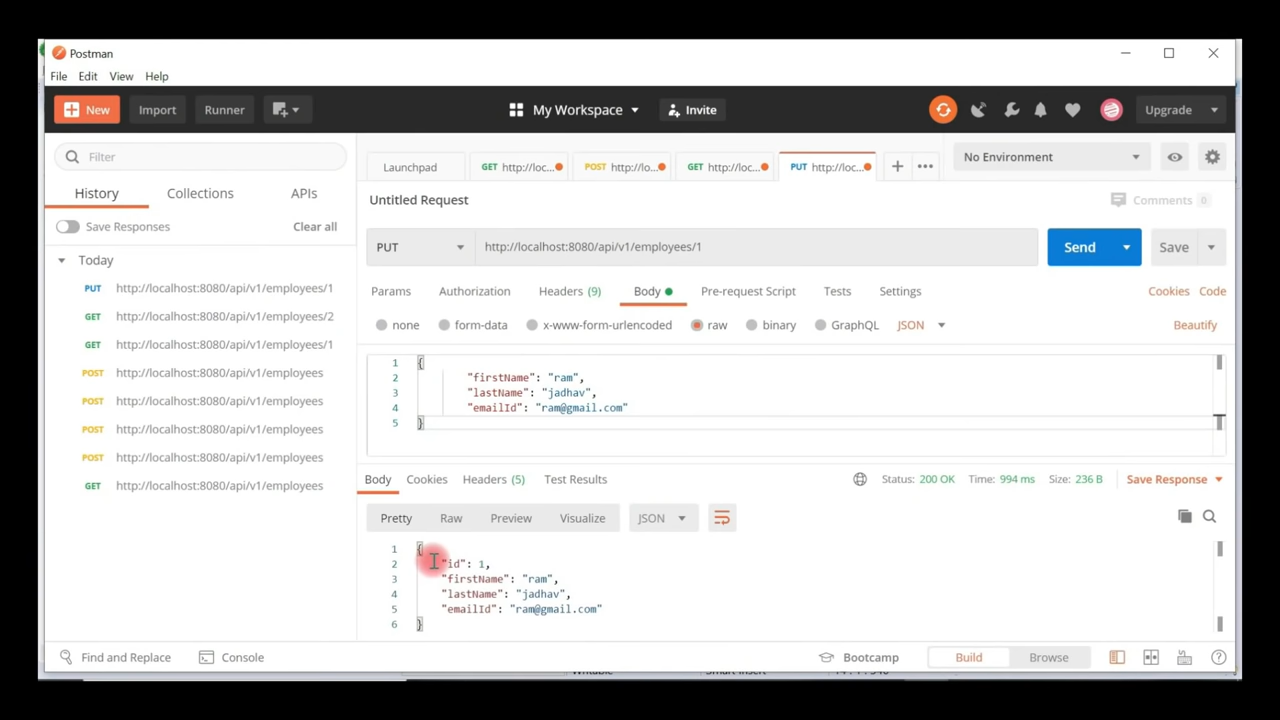 Postman
File Edit View Help
New Import Runner My Workspace Invite Upgrade
Filter
Launchpad GET http://loc... POST http://lo... GET http://loc... PUT http://loc... No Environment
History Collections APIs
Untitled Request Comments 0
Save Responses Clear all
PUT http://localhost:8080/api/v1/employees/1 Send Save
Today
PUT http://localhost:8080/api/v1/employees/1
GET http://localhost:8080/api/v1/employees/2
GET http://localhost:8080/api/v1/employees/1
POST http://localhost:8080/api/v1/employees
POST http://localhost:8080/api/v1/employees
POST http://localhost:8080/api/v1/employees
POST http://localhost:8080/api/v1/employees
GET http://localhost:8080/api/v1/employees
Params Authorization Headers (9) Body Pre-request Script Tests Settings Cookies Code
none form-data x-www-form-urlencoded raw binary GraphQL JSON Beautify
1 {
2 "firstName": "ram",
3 "lastName": "jadhav",
4 "emailId": "ram@gmail.com"
5 }
Body Cookies Headers (5) Test Results Status: 200 OK Time: 994 ms Size: 236 B Save Response
Pretty Raw Preview Visualize JSON
1 {
2 "id": 1,
3 "firstName": "ram",
4 "lastName": "jadhav",
5 "emailId": "ram@gmail.com"
6 }
Find and Replace Console Bootcamp Build Browse